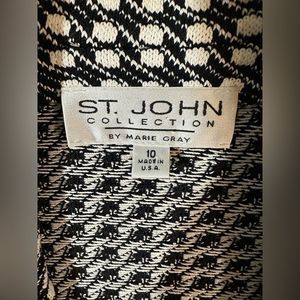 ST. JOHN
COLLECTION
BY MARIE GRAY
10
MADE IN
U.S.A.